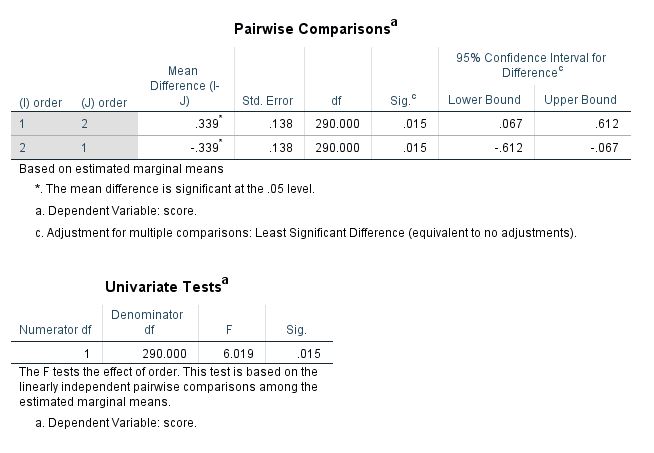 Pairwise Comparisonsa
Mean Difference (I-J)
95% Confidence Interval for Differencec
(I) order (J) order Std. Error df Sig.c Lower Bound Upper Bound
1 2 .339* .138 290.000 .015 .067 .612
2 1 -.339* .138 290.000 .015 -.612 -.067
Based on estimated marginal means
*. The mean difference is significant at the .05 level.
a. Dependent Variable: score.
c. Adjustment for multiple comparisons: Least Significant Difference (equivalent to no adjustments).
Univariate Testsa
Numerator df Denominator df F Sig.
1 290.000 6.019 .015
The F tests the effect of order. This test is based on the
linearly independent pairwise comparisons among the
estimated marginal means.
a. Dependent Variable: score.